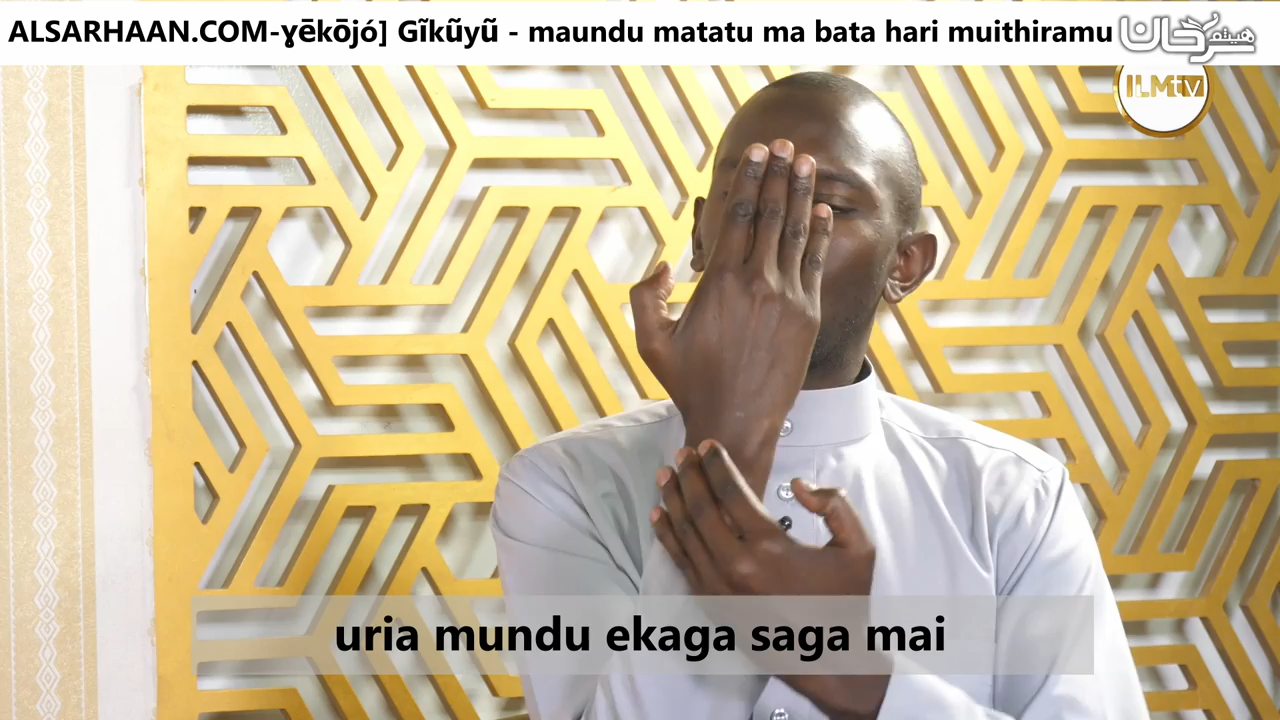 ALSARHAAN.COM-ɣēkōjó] Gĩkũyũ - maundu matatu ma bata hari muithiramu
ILMtv
uria mundu ekaga saga mai